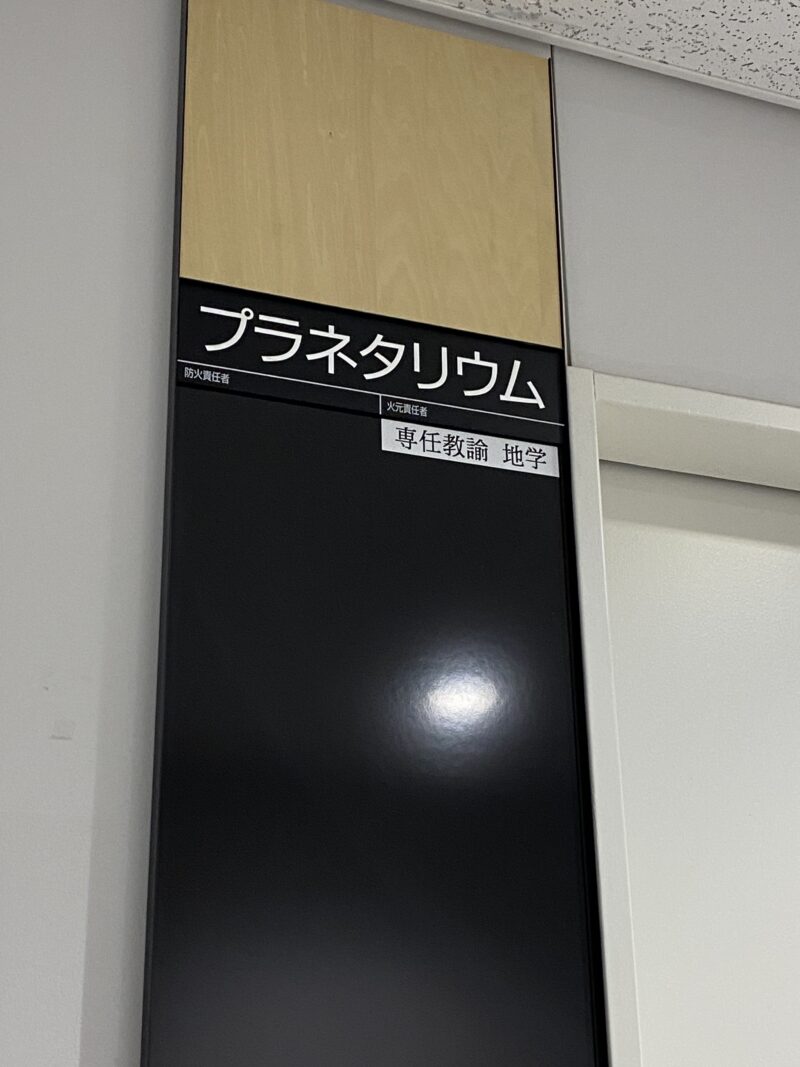 プラネタリウム
防火責任者
火元責任者
専任教諭 地学